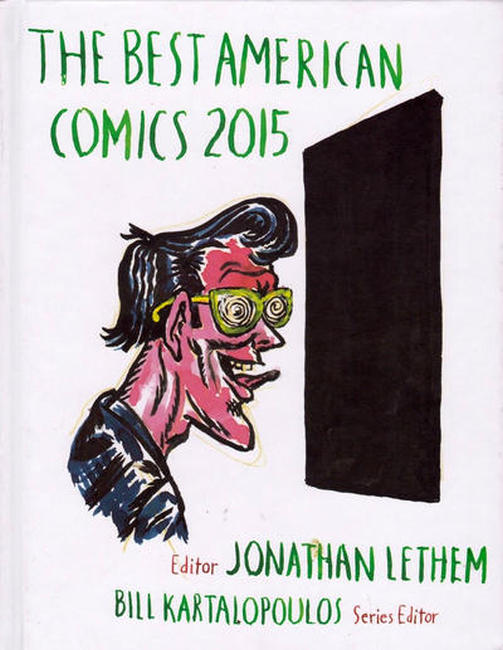 THE BEST AMERICAN
COMICS 2015
Editor JONATHAN LETHEM
BILL KARTALOPOULOS Series Editor